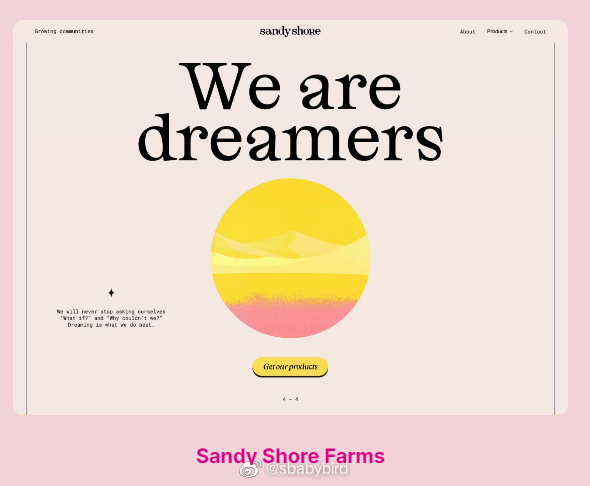 Growing communities
sandy shore
About
Products
Contact
We are
dreamers
We will never stop asking ourselves
"What if?" and "Why couldn't we?"
Dreaming is what we do best.
Get our products
4 – 4
Sandy Shore Farms
@sbabybird